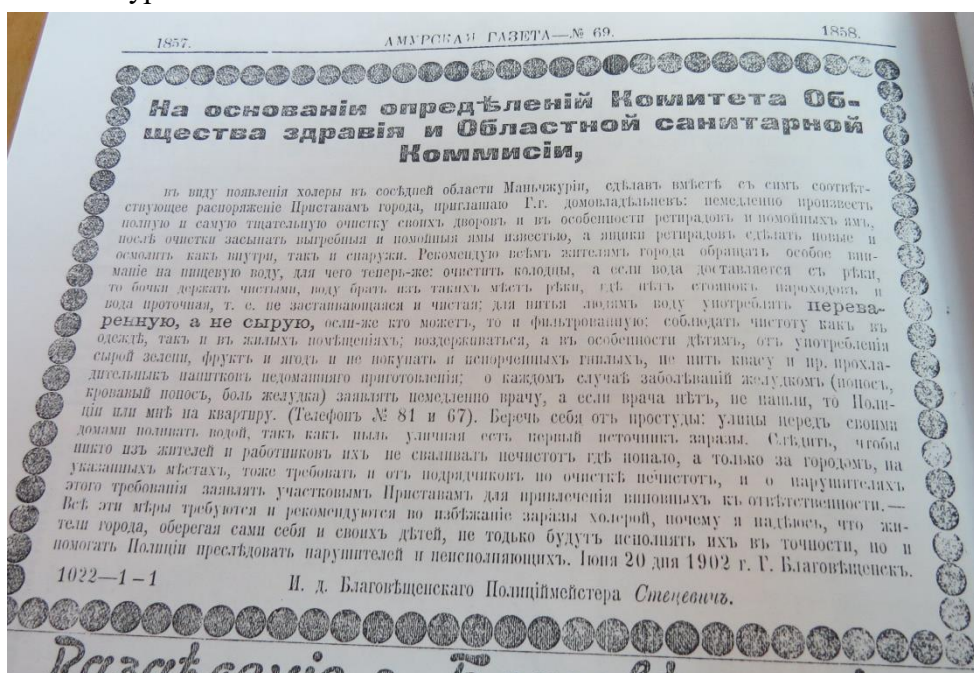 1857.
АМУРСКАЯ ГАЗЕТА—№ 69.
1858.
На основаніи опредѣленій Комитета Об-
щества здравія и Областной санитарной
Коммисіи,
въ виду появленія холеры въ сосѣдней области Маньчжуріи, сдѣлавъ вмѣстѣ съ симъ соотвѣт-
ствующее распоряженіе Приставамъ города, приглашаю Г.г. домовладѣльцевъ: немедленно произвесть
полную и самую тщательную очистку своихъ дворовъ и въ особенности ретирадовъ и помойныхъ ямъ,
послѣ очистки засыпать выгребныя и помойныя ямы известью, а ящики ретирадовъ сдѣлать новые и
осмолить какъ внутри, такъ и снаружи. Рекомендую всѣмъ жителямъ города обращать особое вни-
маніе на пищевую воду, для чего теперь-же: очистить колодцы, а если вода доставляется съ рѣки,
то бочки держать чистыми, воду брать изъ такихъ мѣстъ рѣки, гдѣ нѣтъ стоянокъ пароходовъ и
вода проточная, т. е. не застаивающаяся и чистая; для питья людямъ воду употреблять перева-
ренную, а не сырую, если-же кто можетъ, то и фильтрованную; соблюдать чистоту какъ въ
одеждѣ, такъ и въ жилыхъ помѣщеніяхъ; воздерживаться, а въ особенности дѣтямъ, отъ употребленія
сырой зелени, фруктъ и ягодъ и не покупать и испорченныхъ гнилыхъ, не пить квасу и пр. прохла-
дительныхъ напитковъ недомашняго приготовленія; о каждомъ случаѣ заболѣваній желудкомъ (поносъ,
кровавый поносъ, боль желудка) заявлять немедленно врачу, а если врача нѣтъ, не нашли, то Поли-
ціи или мнѣ на квартиру. (Телефонъ № 81 и 67). Беречь себя отъ простуды: улицы передъ своими
домами поливать водой, такъ какъ пыль уличная есть первый источникъ заразы. Слѣдить, чтобы
никто изъ жителей и работниковъ ихъ не сваливалъ нечистотъ гдѣ попало, а только за городомъ, на
указанныхъ мѣстахъ, тоже требовать и отъ подрядчиковъ по очисткѣ нечистотъ, и о нарушителяхъ
этого требованія заявлять участковымъ Приставамъ для привлеченія виновныхъ къ отвѣтственности.—
Всѣ эти мѣры требуются и рекомендуются во избѣжаніе заразы холерой, почему я надѣюсь, что жи-
тели города, оберегая сами себя и своихъ дѣтей, не только будутъ исполнять ихъ въ точности, но и
помогать Полиціи преслѣдовать нарушителей и неисполняющихъ. Іюня 20 дня 1902 г. Г. Благовѣщенскъ.
1022—1—1
И. д. Благовѣщенскаго Полиціймейстера Стецевичъ.